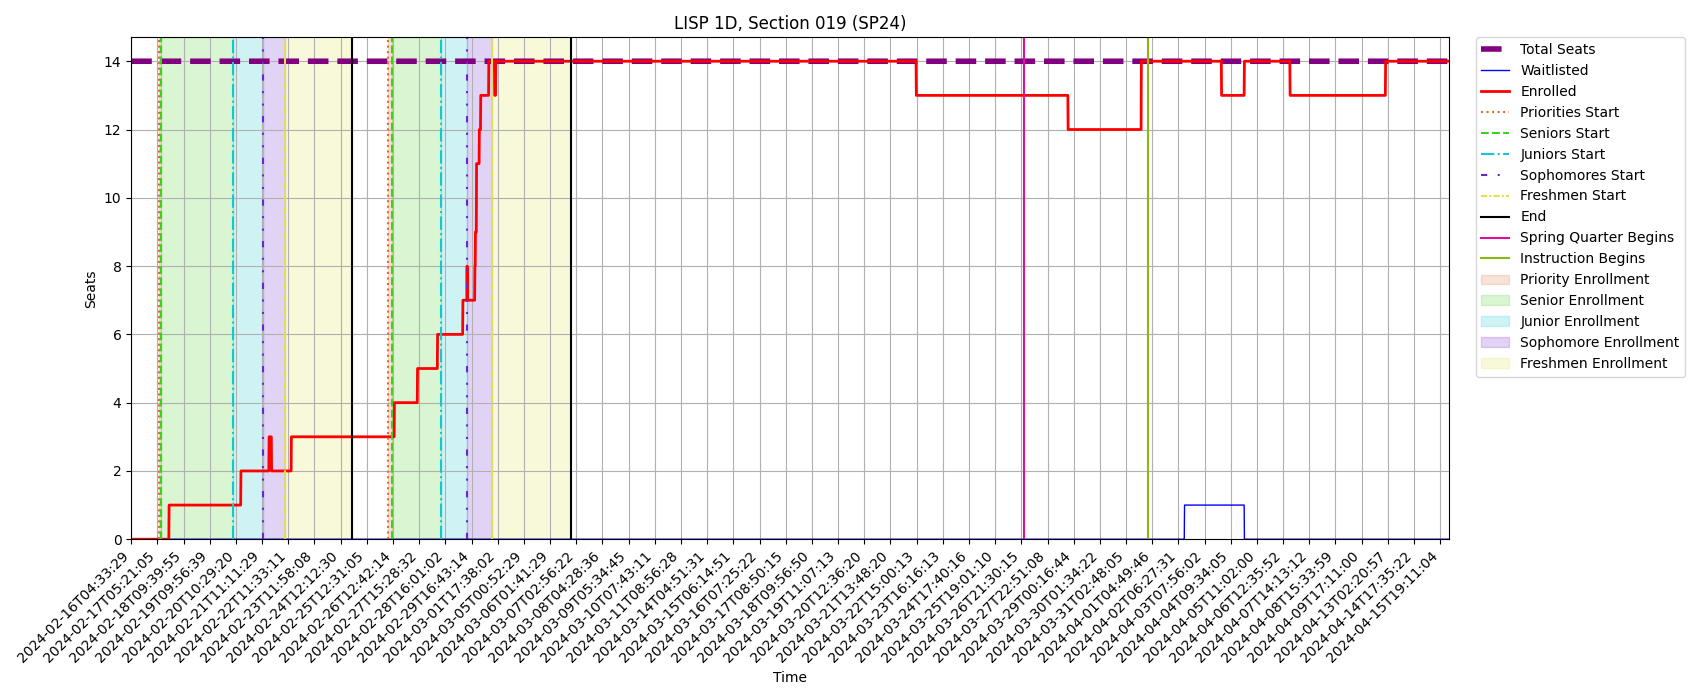 LISP 1D, Section 019 (SP24)
Seats
14
12
10
8
6
4
2
0
2024-02-16T04:33:29
2024-02-17T05:21:05
2024-02-18T09:39:55
2024-02-19T09:56:39
2024-02-20T10:29:20
2024-02-21T11:11:29
2024-02-22T11:33:11
2024-02-23T11:58:08
2024-02-24T12:12:30
2024-02-25T12:31:05
2024-02-26T12:42:14
2024-02-27T15:28:32
2024-02-28T16:01:02
2024-02-29T16:43:14
2024-03-01T17:38:02
2024-03-05T00:52:29
2024-03-06T01:41:29
2024-03-07T02:56:22
2024-03-08T04:28:36
2024-03-09T05:34:45
2024-03-10T07:43:11
2024-03-11T08:56:28
2024-03-14T04:51:31
2024-03-15T06:14:51
2024-03-16T07:25:22
2024-03-17T08:50:15
2024-03-18T09:56:50
2024-03-19T11:07:13
2024-03-20T12:36:20
2024-03-21T13:48:20
2024-03-22T15:00:13
2024-03-23T16:16:13
2024-03-24T17:40:16
2024-03-25T19:01:10
2024-03-26T21:30:15
2024-03-27T22:51:08
2024-03-29T00:16:44
2024-03-30T01:34:22
2024-03-31T02:48:05
2024-04-01T04:49:46
2024-04-02T06:27:31
2024-04-03T07:56:02
2024-04-04T09:34:05
2024-04-05T11:02:00
2024-04-06T12:35:52
2024-04-07T14:13:12
2024-04-08T15:33:59
2024-04-09T17:11:00
2024-04-13T02:20:57
2024-04-14T17:35:22
2024-04-15T19:11:04
Time
Total Seats
Waitlisted
Enrolled
Priorities Start
Seniors Start
Juniors Start
Sophomores Start
Freshmen Start
End
Spring Quarter Begins
Instruction Begins
Priority Enrollment
Senior Enrollment
Junior Enrollment
Sophomore Enrollment
Freshmen Enrollment